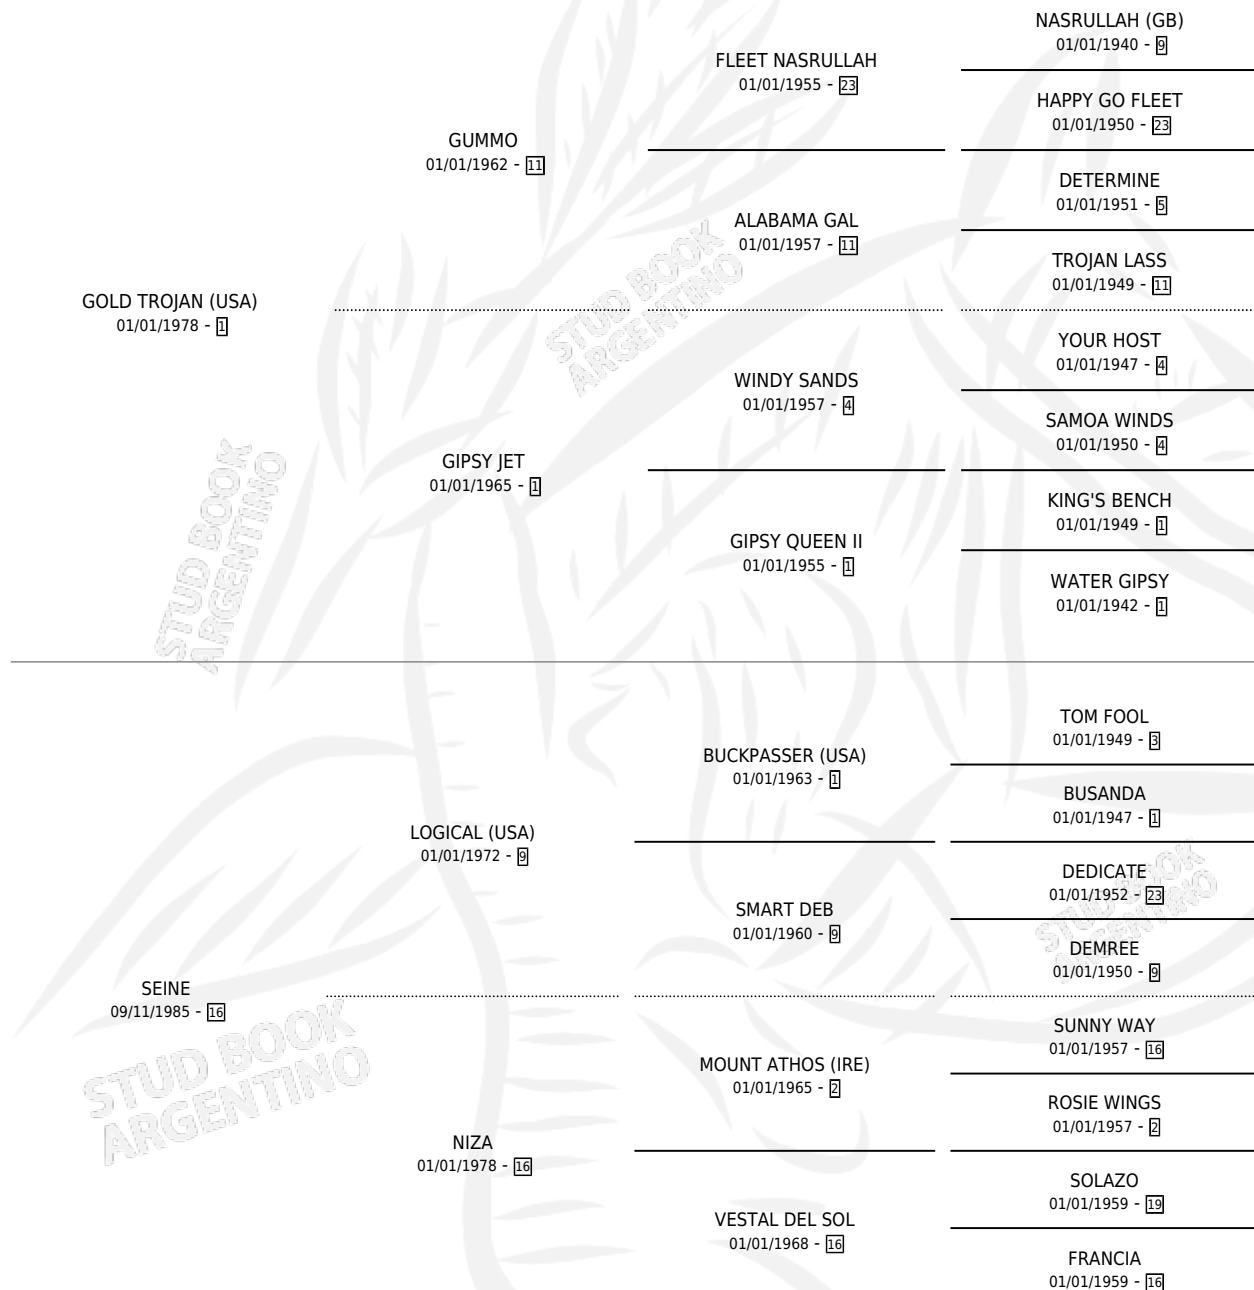 GOLD TROJAN (USA)
01/01/1978 - 1
GUMMO
01/01/1962 - 11
FLEET NASRULLAH
01/01/1955 - 23
NASRULLAH (GB)
01/01/1940 - 9
HAPPY GO FLEET
01/01/1950 - 23
ALABAMA GAL
01/01/1957 - 11
DETERMINE
01/01/1951 - 5
TROJAN LASS
01/01/1949 - 11
GIPSY JET
01/01/1965 - 1
WINDY SANDS
01/01/1957 - 4
YOUR HOST
01/01/1947 - 4
SAMOA WINDS
01/01/1950 - 4
GIPSY QUEEN II
01/01/1955 - 1
KING'S BENCH
01/01/1949 - 1
WATER GIPSY
01/01/1942 - 1
SEINE
09/11/1985 - 16
LOGICAL (USA)
01/01/1972 - 9
BUCKPASSER (USA)
01/01/1963 - 1
TOM FOOL
01/01/1949 - 3
BUSANDA
01/01/1947 - 1
SMART DEB
01/01/1960 - 9
DEDICATE
01/01/1952 - 23
DEMREE
01/01/1950 - 9
NIZA
01/01/1978 - 16
MOUNT ATHOS (IRE)
01/01/1965 - 2
SUNNY WAY
01/01/1957 - 16
ROSIE WINGS
01/01/1957 - 2
VESTAL DEL SOL
01/01/1968 - 16
SOLAZO
01/01/1959 - 19
FRANCIA
01/01/1959 - 16
STUD BOOK
ARGENTINO
STUD BOOK
ARGENTINO
STUD BOOK
ARGENTINO
STUD BOOK
ARGENTINO